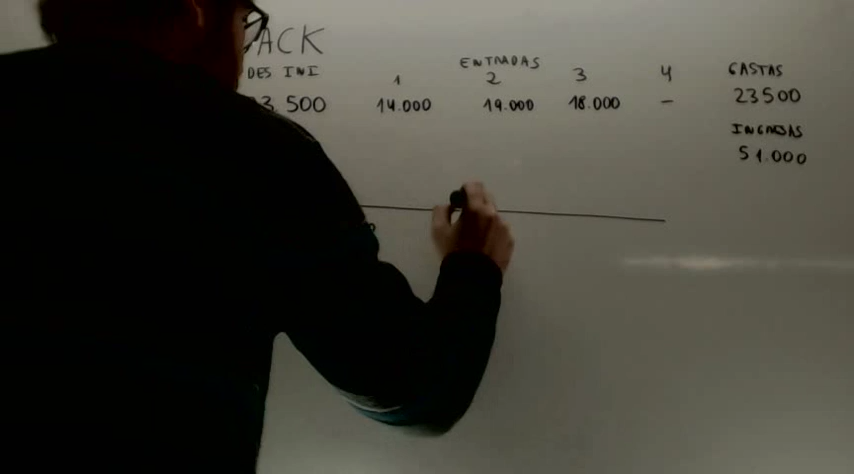 ACK
DES INI
3.500
ENTRADAS
1 2 3 4
14.000 19.000 18.000 -
GASTAS
23500
INGRESAS
51.000